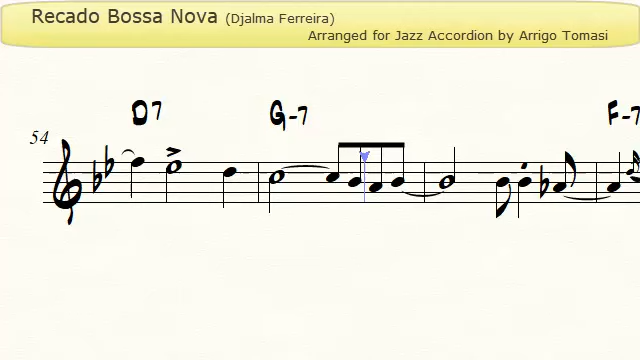 Recado Bossa Nova (Djalma Ferreira)
Arranged for Jazz Accordion by Arrigo Tomasi
D7 G-7 F-7
54